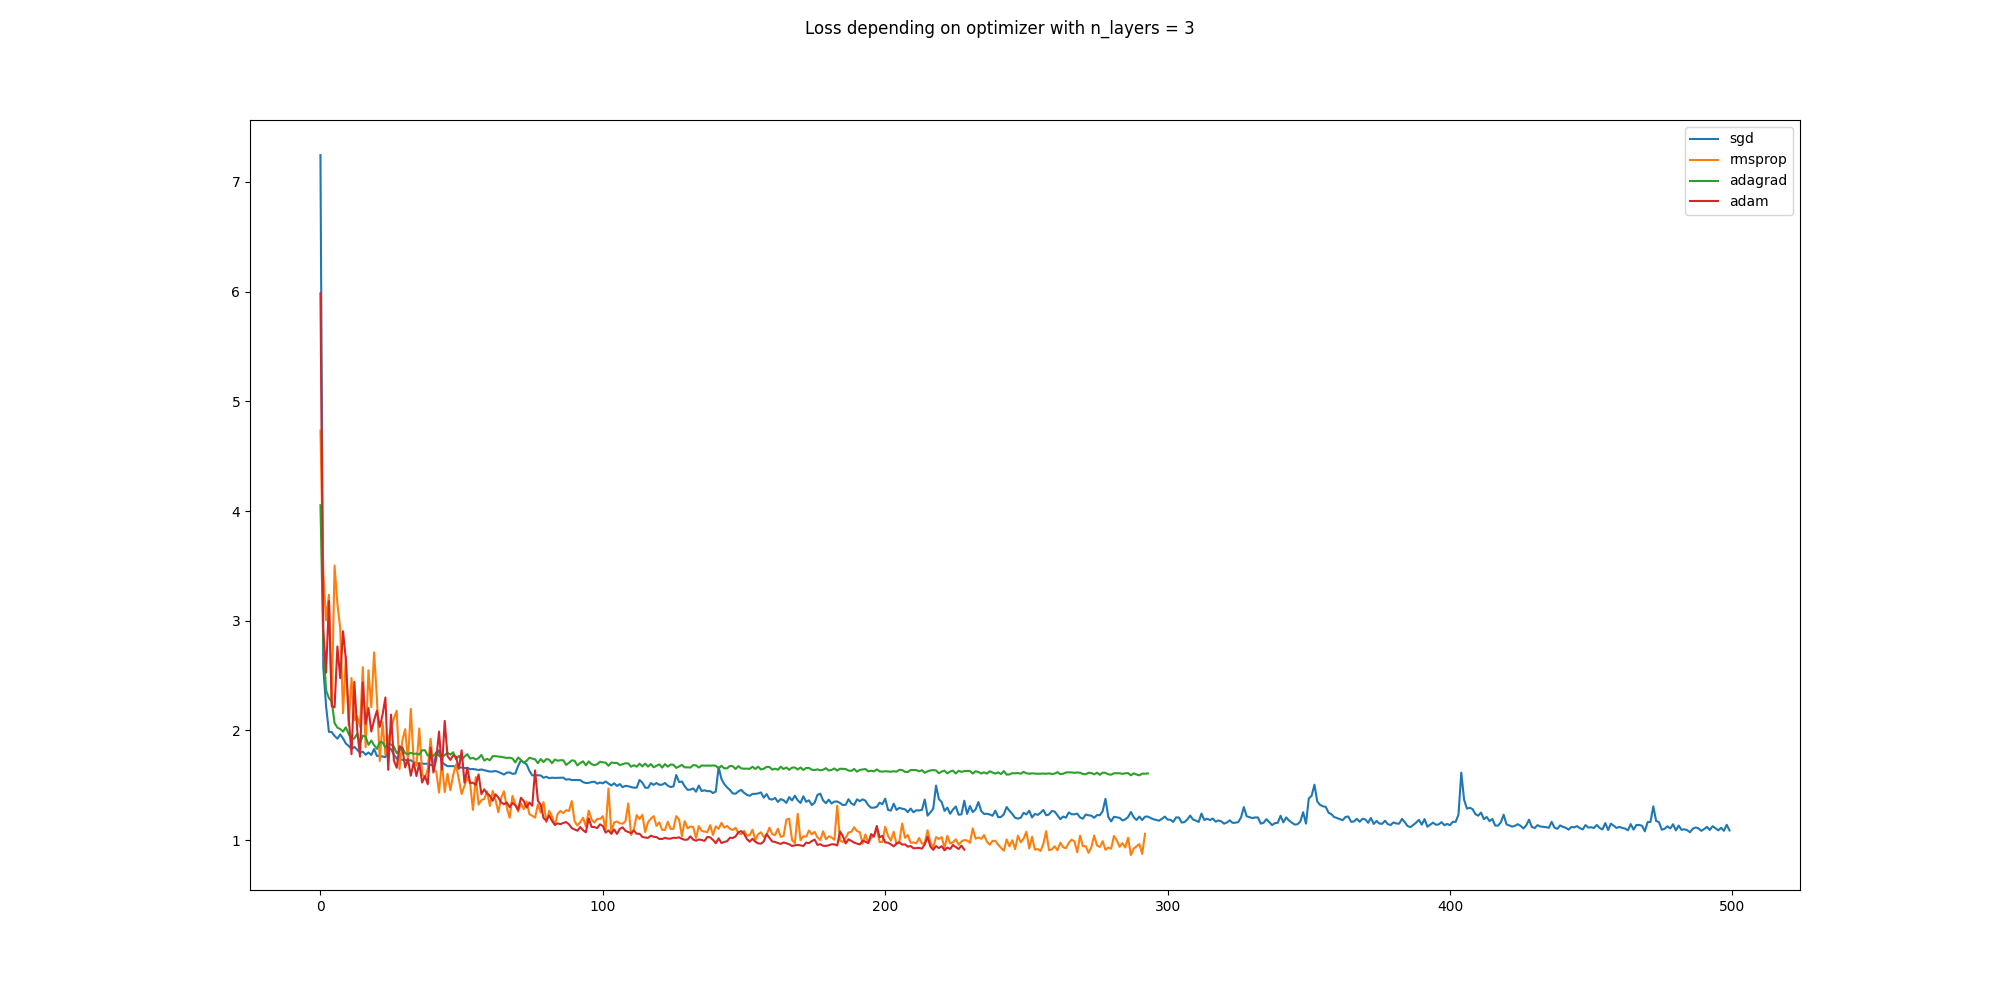 Loss depending on optimizer with n_layers = 3
sgd
rmsprop
adagrad
adam
7
6
5
4
3
2
1
0 100 200 300 400 500